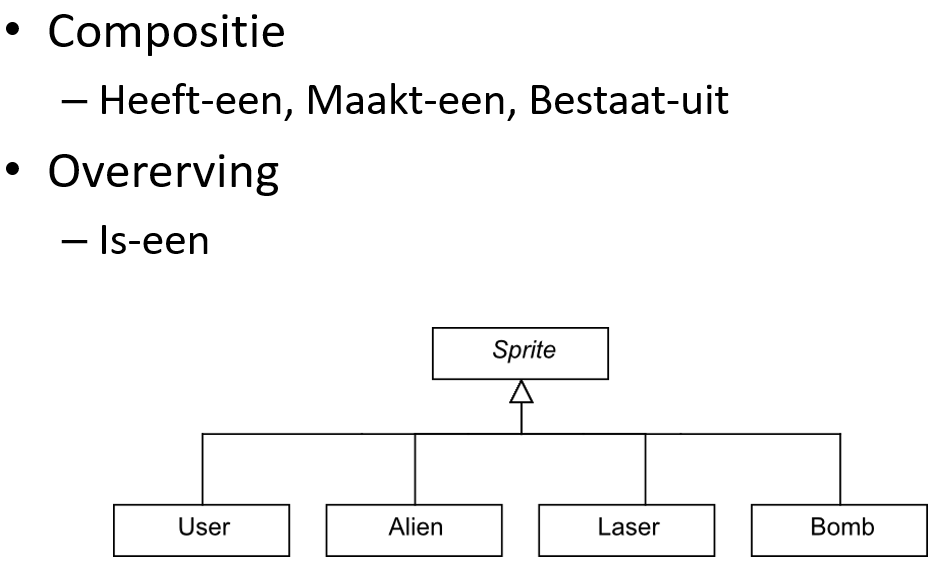 • Compositie
– Heeft-een, Maakt-een, Bestaat-uit
• Overerving
– Is-een
Sprite
User Alien Laser Bomb